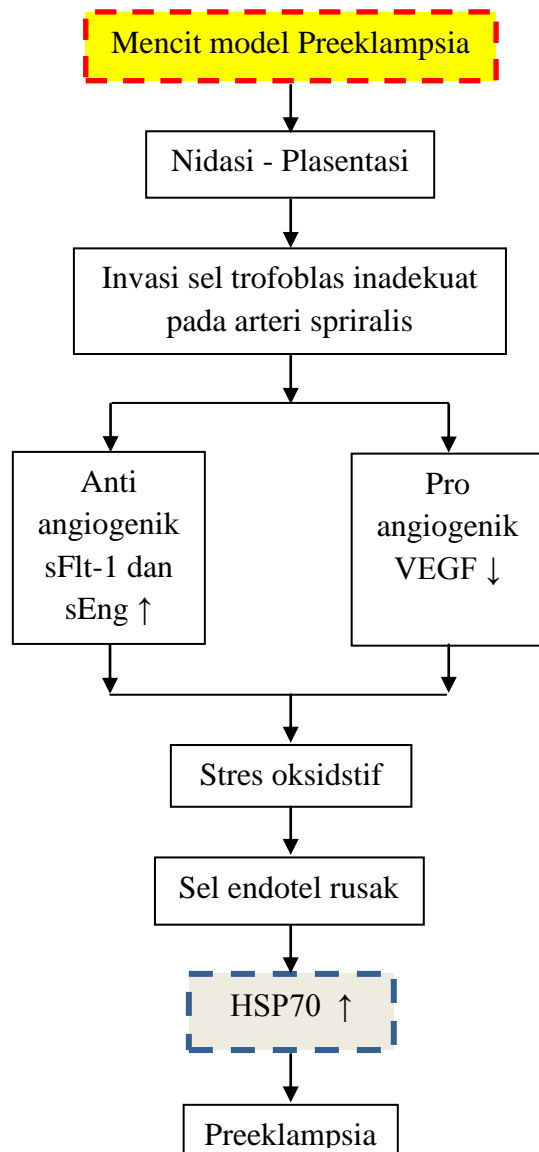 Mencit model Preeklampsia
Nidasi - Plasentasi
Invasi sel trofoblas inadekuat
pada arteri spriralis
Anti
angiogenik
sFlt-1 dan
sEng ↑
Pro
angiogenik
VEGF ↓
Stres oksidstif
Sel endotel rusak
HSP70 ↑
Preeklampsia